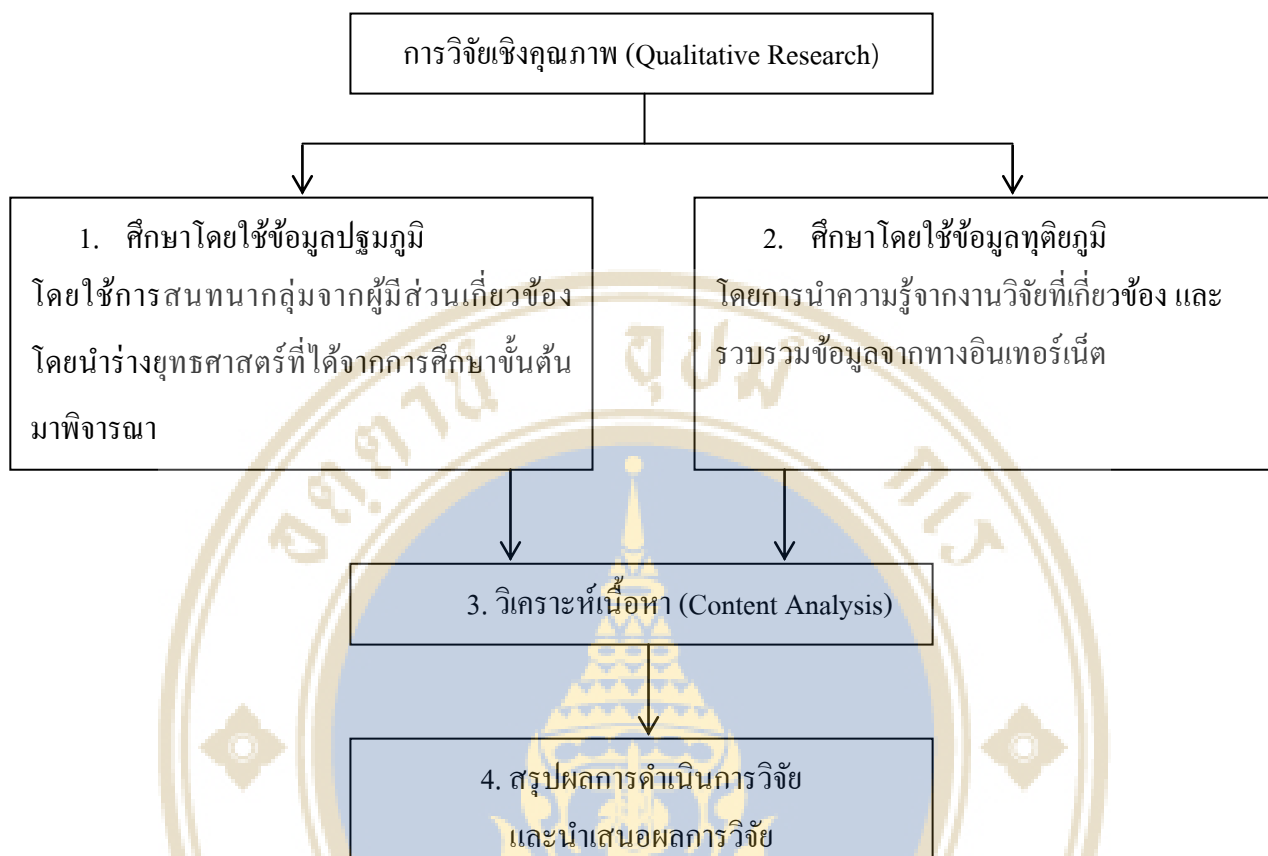 การวิจัยเชิงคุณภาพ (Qualitative Research)
1. ศึกษาโดยใช้ข้อมูลปฐมภูมิ
โดยใช้การสนทนากลุ่มจากผู้มีส่วนเกี่ยวข้อง
โดยนำร่างยุทธศาสตร์ที่ได้จากการศึกษาขั้นต้น
มาพิจารณา
2. ศึกษาโดยใช้ข้อมูลทุติยภูมิ
โดยการนำความรู้จากงานวิจัยที่เกี่ยวข้อง และ
รวบรวมข้อมูลจากทางอินเทอร์เน็ต
อตฺตานํ อุปมํ กเร
3. วิเคราะห์เนื้อหา (Content Analysis)
4. สรุปผลการดำเนินการวิจัย
และนำเสนอผลการวิจัย